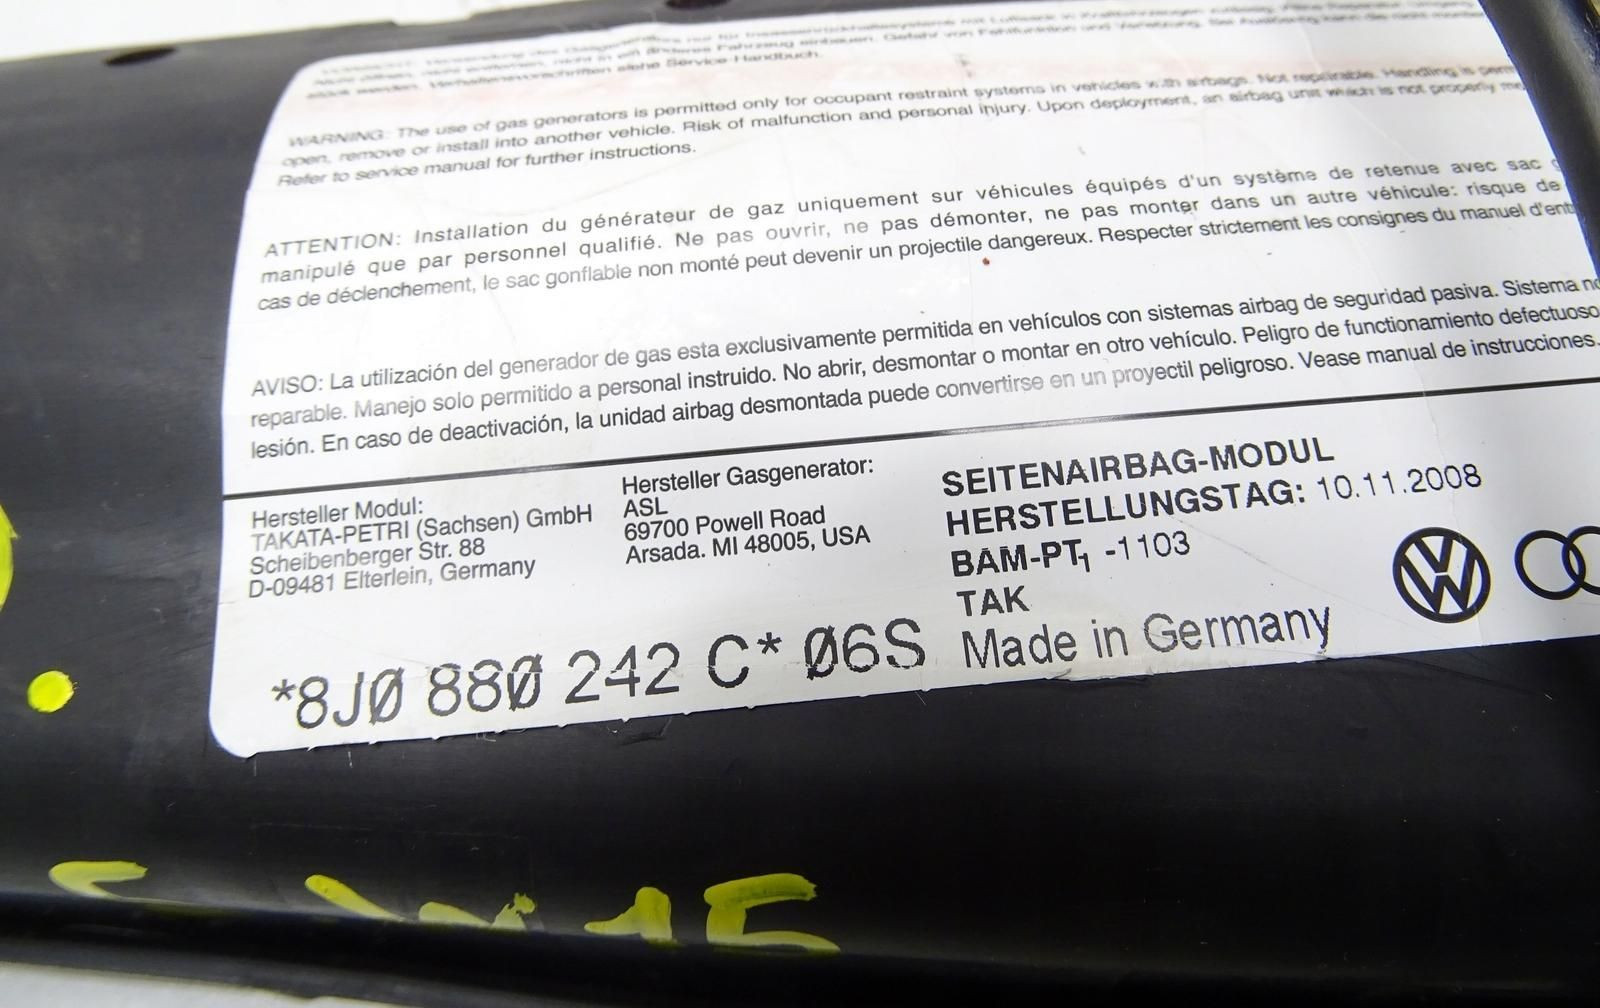 siehe Service-Handbuch.
WARNING: The use of gas generators is permitted only for occupant restraint systems in vehicles with airbags. Not repairable. Handling is
open, remove or install into another vehicle. Risk of malfunction and personal injury. Upon deployment, an airbag unit which is not properly
Refer to service manual for further instructions.
ATTENTION: Installation du générateur de gaz uniquement sur véhicules équipés d'un système de retenue avec sac
manipulé que par personnel qualifié. Ne pas ouvrir, ne pas démonter, ne pas monter dans un autre véhicule: risque de
cas de déclenchement, le sac gonflable non monté peut devenir un projectile dangereux. Respecter strictement les consignes du manuel
AVISO: La utilización del generador de gas esta exclusivamente permitida en vehículos con sistemas airbag de seguridad pasiva. Sistema no
reparable. Manejo solo permitido a personal instruido. No abrir, desmontar o montar en otro vehículo. Peligro de funcionamiento defectuoso
lesión. En caso de deactivación, la unidad airbag desmontada puede convertirse en un proyectil peligroso. Vease manual de instrucciones.
Hersteller Modul:
TAKATA-PETRI (Sachsen) GmbH
Scheibenberger Str. 88
D-09481 Elterlein, Germany
Hersteller Gasgenerator:
ASL
69700 Powell Road
Arsada. MI 48005, USA
SEITENAIRBAG-MODUL
HERSTELLUNGSTAG: 10.11.2008
BAM-PT1 -1103
TAK
Made in Germany
*8J0 880 242 C* 06S